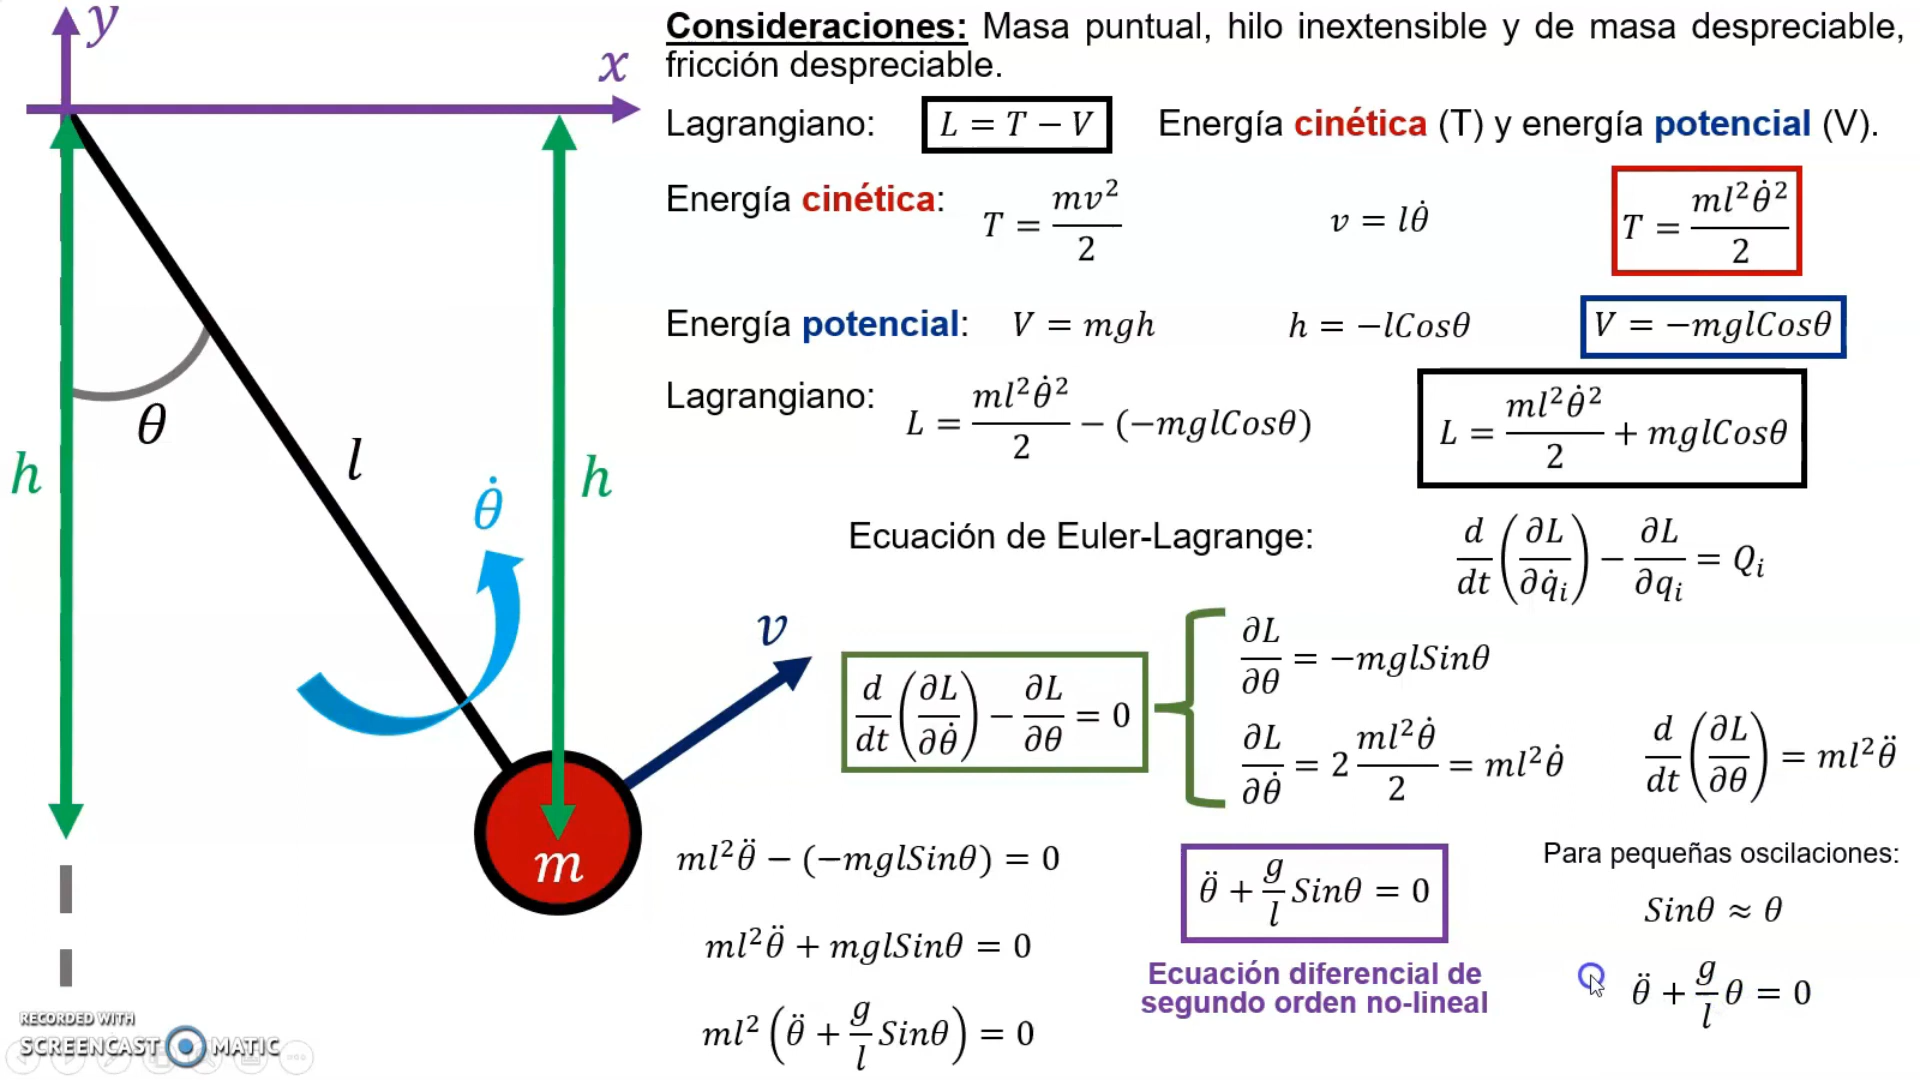 y
x
θ
l
h
h
θ̇
v
m
Consideraciones: Masa puntual, hilo inextensible y de masa despreciable,
fricción despreciable.
Lagrangiano: L = T − V Energía cinética (T) y energía potencial (V).
Energía cinética: T = mv²/2 v = lθ̇ T = ml²θ̇²/2
Energía potencial: V = mgh h = −lCosθ V = −mglCosθ
Lagrangiano: L = ml²θ̇²/2 − (−mglCosθ) L = ml²θ̇²/2 + mglCosθ
Ecuación de Euler-Lagrange: d/dt(∂L/∂q̇ᵢ) − ∂L/∂qᵢ = Qᵢ
d/dt(∂L/∂θ̇) − ∂L/∂θ = 0
∂L/∂θ = −mglSinθ
∂L/∂θ̇ = 2 ml²θ̇/2 = ml²θ̇ d/dt(∂L/∂θ) = ml²θ̈
ml²θ̈ − (−mglSinθ) = 0
ml²θ̈ + mglSinθ = 0
ml²(θ̈ + g/l Sinθ) = 0
θ̈ + g/l Sinθ = 0
Ecuación diferencial de
segundo orden no-lineal
Para pequeñas oscilaciones:
Sinθ ≈ θ
θ̈ + g/l θ = 0
RECORDED WITH
SCREENCAST MATIC